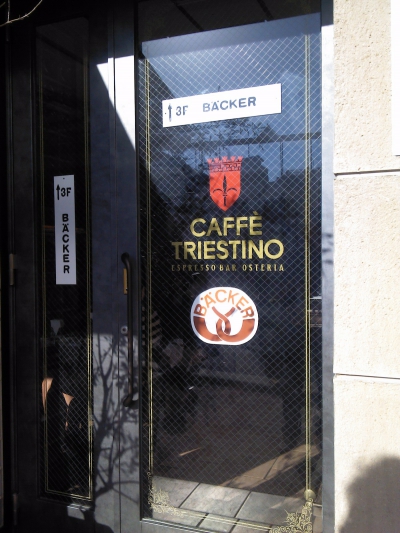 ↑3F BÄCKER
↑3F
BÄCKER
CAFFÈ
TRIESTINO
ESPRESSO BAR OSTERIA
BÄCKER